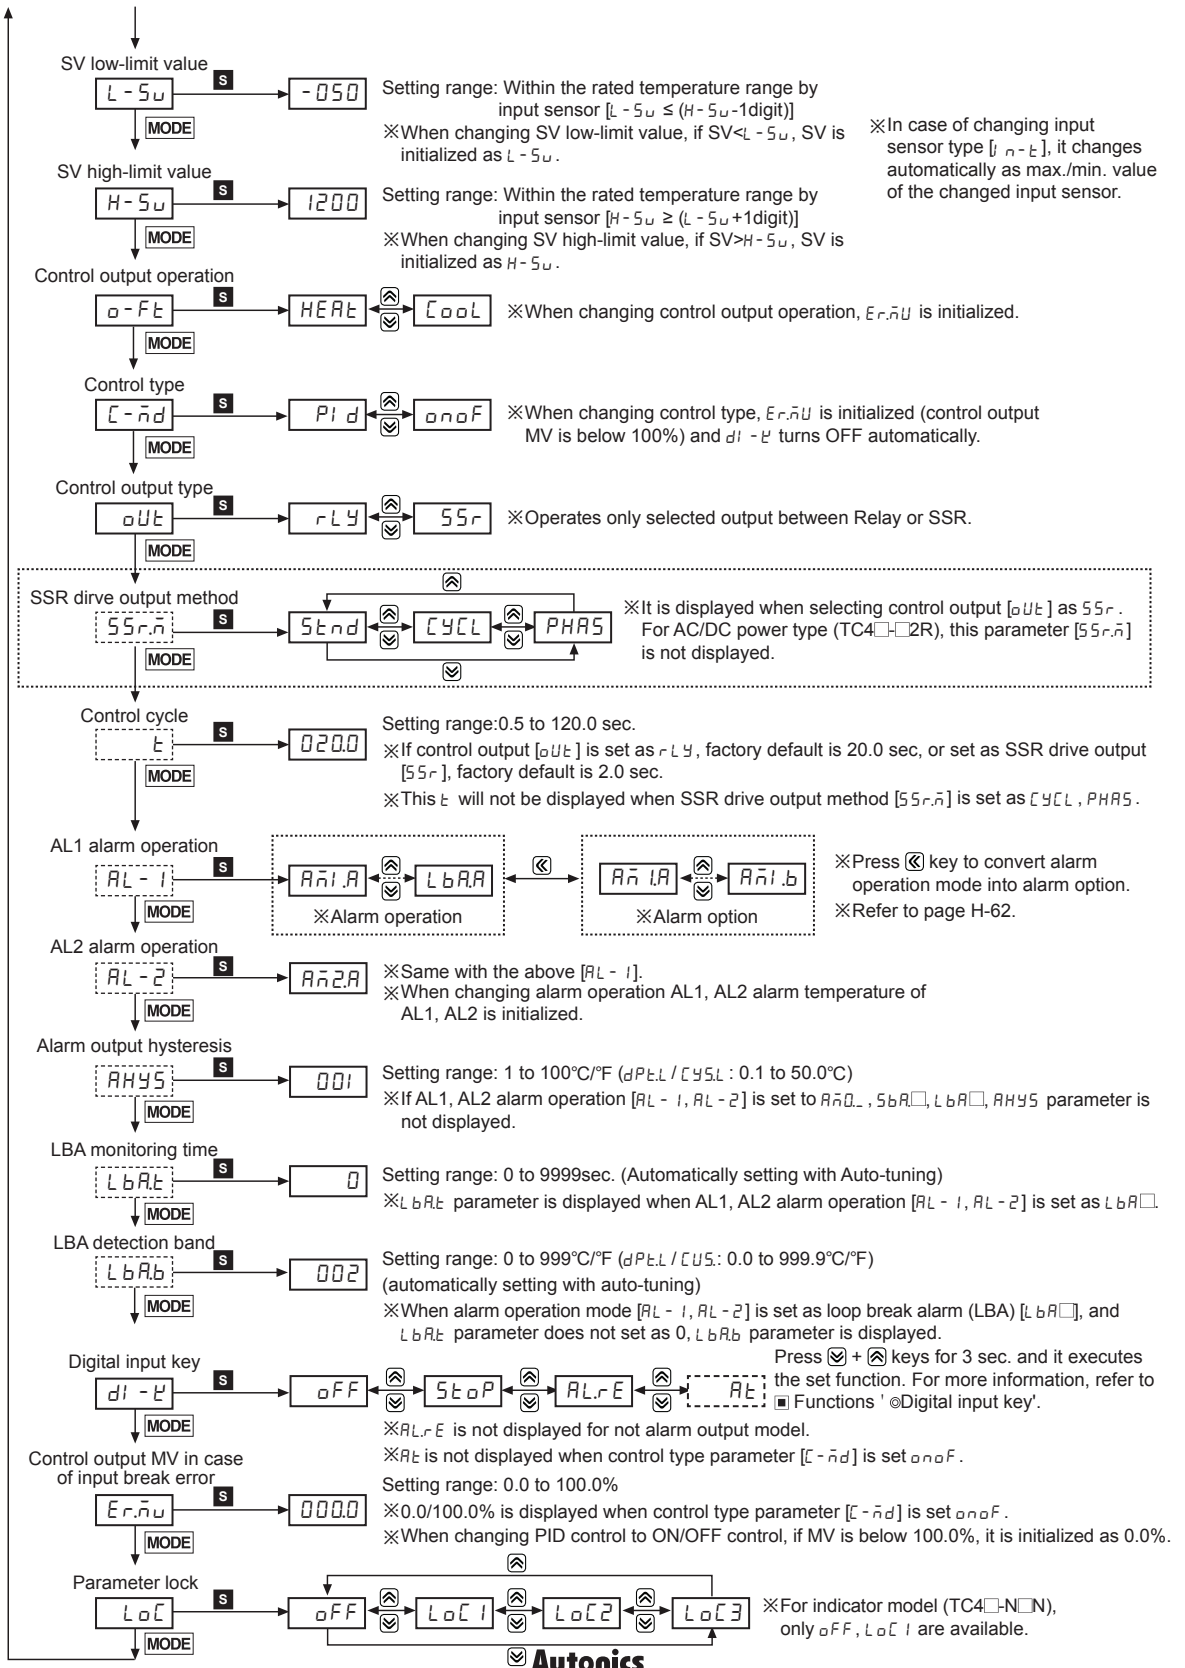 SV low-limit value
S
L-Sv
-050
MODE
Setting range: Within the rated temperature range by
input sensor [L-Sv ≤ (H-Sv-1digit)]
※When changing SV low-limit value, if SV<L-Sv, SV is
initialized as L-Sv.
※In case of changing input
sensor type [In-t], it changes
automatically as max./min. value
of the changed input sensor.
SV high-limit value
S
H-Sv
1200
MODE
Setting range: Within the rated temperature range by
input sensor [H-Sv ≥ (L-Sv+1digit)]
※When changing SV high-limit value, if SV>H-Sv, SV is
initialized as H-Sv.
Control output operation
S
o-Ft
HEAt
CooL
MODE
※When changing control output operation, Er.mU is initialized.
Control type
S
C-md
PId
onoF
MODE
※When changing control type, Er.mU is initialized (control output
MV is below 100%) and dI-K turns OFF automatically.
Control output type
S
oUt
rLY
SSr
MODE
※Operates only selected output between Relay or SSR.
SSR dirve output method
S
SSr.m
Stnd
CYCL
PHAS
MODE
※It is displayed when selecting control output [oUt] as SSr.
For AC/DC power type (TC4□-□2R), this parameter [SSr.m]
is not displayed.
Control cycle
S
t
020.0
MODE
Setting range:0.5 to 120.0 sec.
※If control output [oUt] is set as rLY, factory default is 20.0 sec, or set as SSR drive output
[SSr], factory default is 2.0 sec.
※This t will not be displayed when SSR drive output method [SSr.m] is set as CYCL, PHAS.
AL1 alarm operation
S
AL-1
Am1.A
LbA.A
※Alarm operation
Am1.A
Am1.b
※Alarm option
MODE
※Press key to convert alarm
operation mode into alarm option.
※Refer to page H-62.
AL2 alarm operation
S
AL-2
Am2.A
MODE
※Same with the above [AL-1].
※When changing alarm operation AL1, AL2 alarm temperature of
AL1, AL2 is initialized.
Alarm output hysteresis
S
AHYS
001
MODE
Setting range: 1 to 100°C/°F (dPt.L / CYS.L : 0.1 to 50.0°C)
※If AL1, AL2 alarm operation [AL-1, AL-2] is set to Am0._, SbA.□, LbA□, AHYS parameter is
not displayed.
LBA monitoring time
S
LbA.t
0
MODE
Setting range: 0 to 9999sec. (Automatically setting with Auto-tuning)
※LbA.t parameter is displayed when AL1, AL2 alarm operation [AL-1, AL-2] is set as LbA□.
LBA detection band
S
LbA.b
002
MODE
Setting range: 0 to 999°C/°F (dPt.L / CUS.: 0.0 to 999.9°C/°F)
(automatically setting with auto-tuning)
※When alarm operation mode [AL-1, AL-2] is set as loop break alarm (LBA) [LbA□], and
LbA.t parameter does not set as 0, LbA.b parameter is displayed.
Digital input key
S
dI-K
oFF
StoP
AL.rE
At
MODE
Press + keys for 3 sec. and it executes
the set function. For more information, refer to
■ Functions ' ◎Digital input key'.
※AL.rE is not displayed for not alarm output model.
※At is not displayed when control type parameter [C-md] is set onoF.
Control output MV in case
of input break error
S
Er.mv
000.0
MODE
Setting range: 0.0 to 100.0%
※0.0/100.0% is displayed when control type parameter [C-md] is set onoF.
※When changing PID control to ON/OFF control, if MV is below 100.0%, it is initialized as 0.0%.
Parameter lock
S
LoC
oFF
LoC1
LoC2
LoC3
MODE
※For indicator model (TC4□-N□N),
only oFF, LoC1 are available.
Autonics